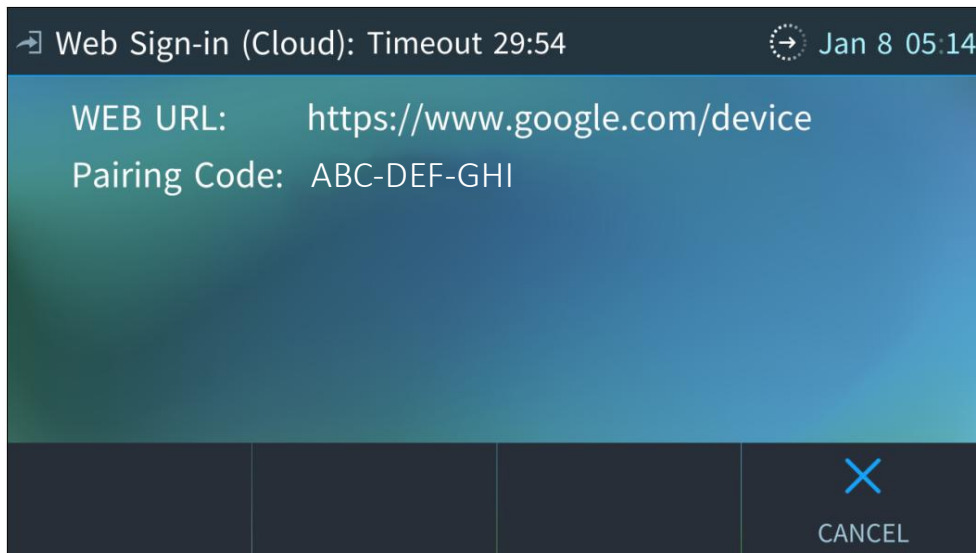 Web Sign-in (Cloud): Timeout 29:54 Jan 8 05:14
WEB URL: https://www.google.com/device
Pairing Code: ABC-DEF-GHI
CANCEL